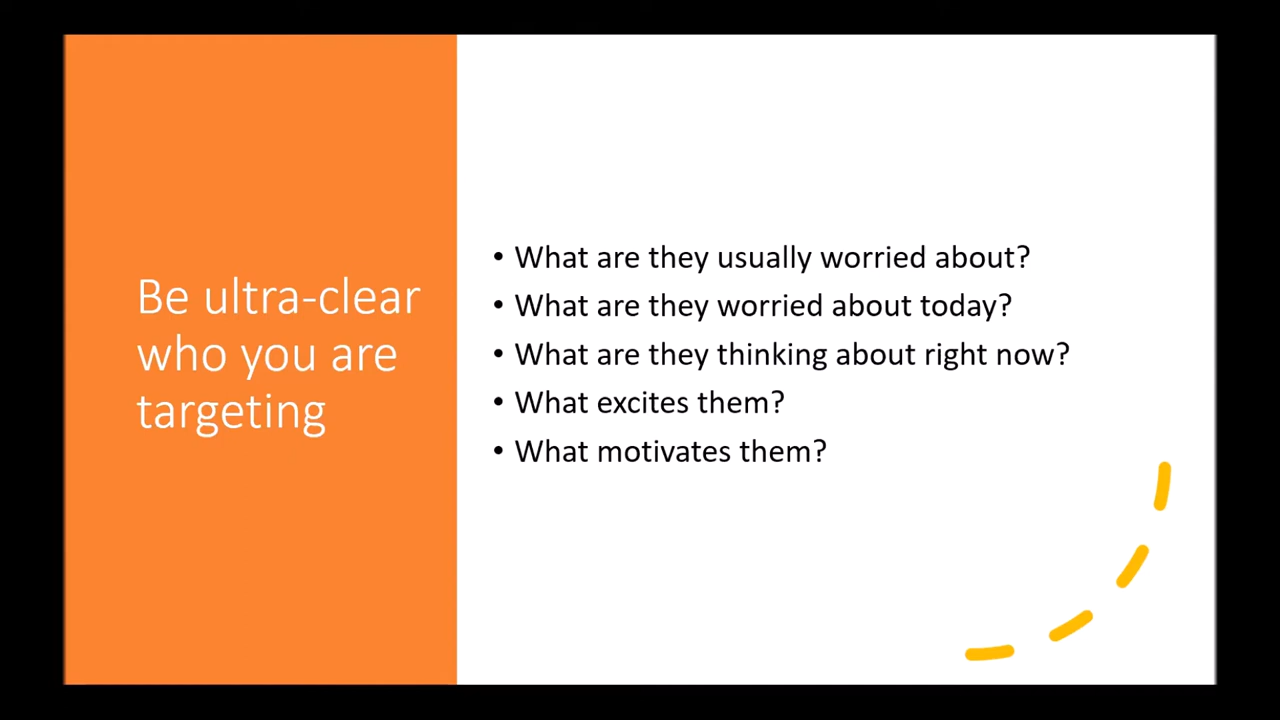 Be ultra-clear
who you are
targeting
• What are they usually worried about?
• What are they worried about today?
• What are they thinking about right now?
• What excites them?
• What motivates them?